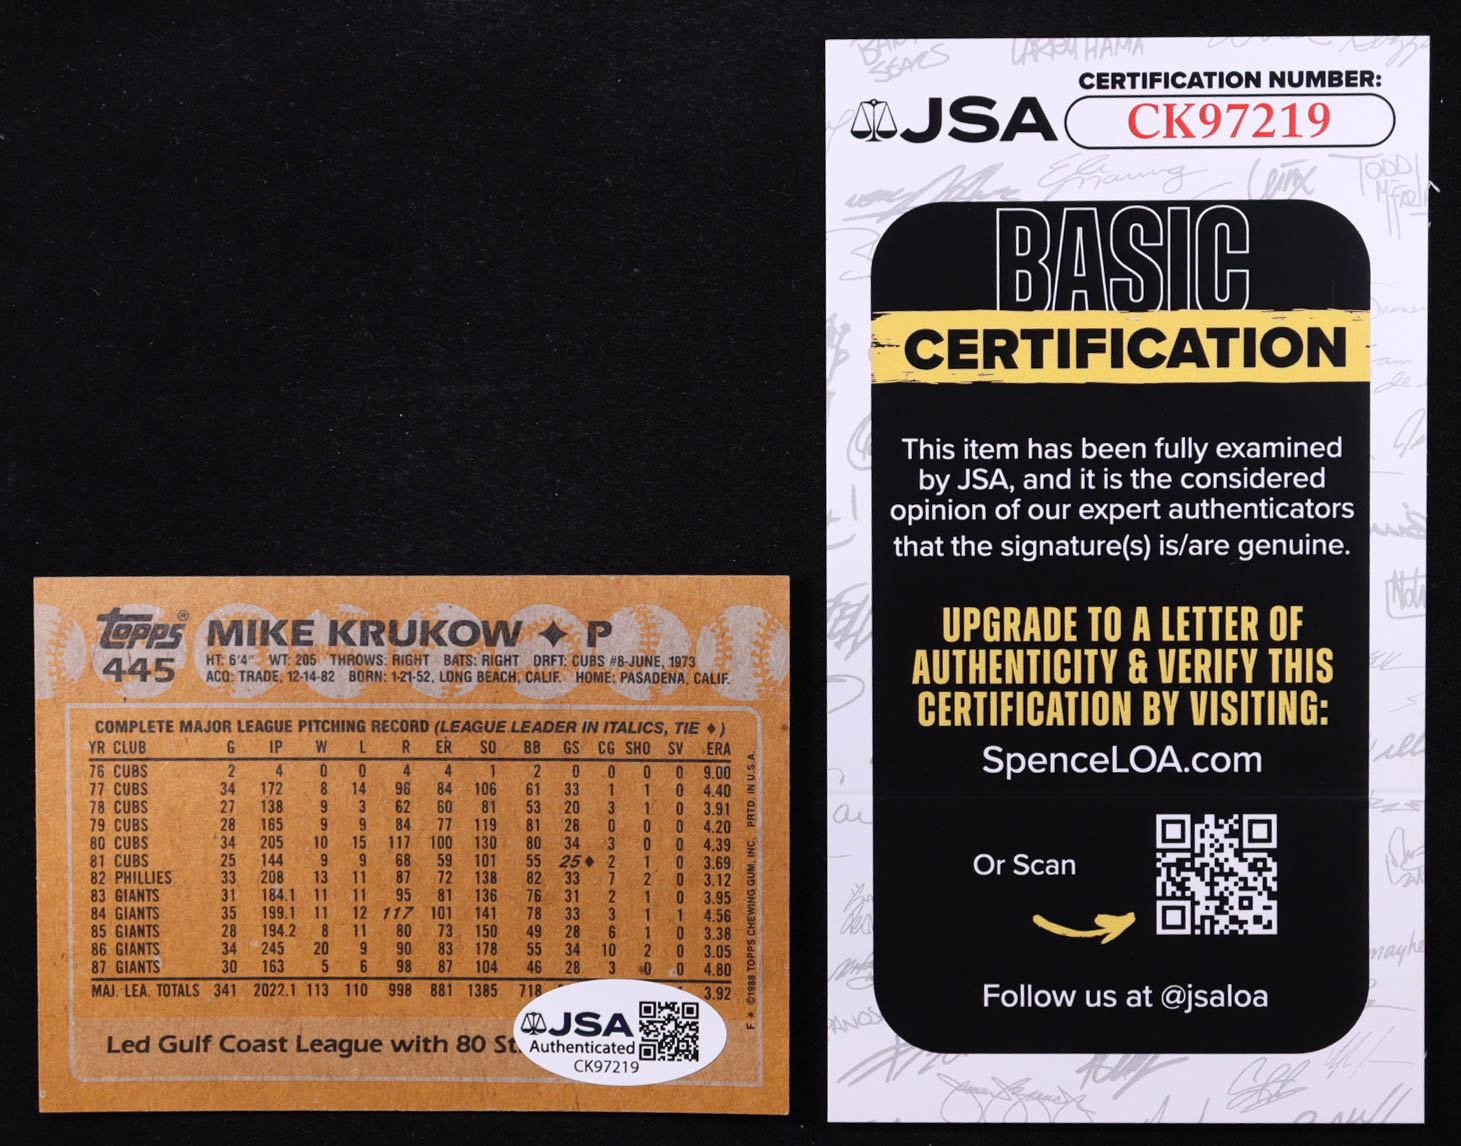 Topps® MIKE KRUKOW ✦ P
445 HT: 6'4" WT: 205 THROWS: RIGHT BATS: RIGHT DRFT: CUBS #8-JUNE, 1973
ACQ: TRADE, 12-14-82 BORN: 1-21-52, LONG BEACH, CALIF. HOME: PASADENA, CALIF.
COMPLETE MAJOR LEAGUE PITCHING RECORD (LEAGUE LEADER IN ITALICS, TIE ♦)
YR CLUB G IP W L R ER SO BB GS CG SHO SV ERA
76 CUBS 2 4 0 0 4 4 1 2 0 0 0 0 9.00
77 CUBS 34 172 8 14 96 84 106 61 33 1 1 0 4.40
78 CUBS 27 138 9 3 62 60 81 53 20 3 1 0 3.91
79 CUBS 28 165 9 9 84 77 119 81 28 0 0 0 4.20
80 CUBS 34 205 10 15 117 100 130 80 34 3 0 0 4.39
81 CUBS 25 144 9 9 68 59 101 55 25♦ 2 1 0 3.69
82 PHILLIES 33 208 13 11 87 72 138 82 33 7 2 0 3.12
83 GIANTS 31 184.1 11 11 95 81 136 76 31 2 1 0 3.95
84 GIANTS 35 199.1 11 12 117 101 141 78 33 3 1 1 4.56
85 GIANTS 28 194.2 8 11 80 73 150 49 28 6 1 0 3.38
86 GIANTS 34 245 20 9 90 83 178 55 34 10 2 0 3.05
87 GIANTS 30 163 5 6 98 87 104 46 28 3 0 0 4.80
MAJ. LEA. TOTALS 341 2022.1 113 110 998 881 1385 718 3.92
Led Gulf Coast League with 80 St
F ✳ ©1988 TOPPS CHEWING GUM, INC. PRTD. IN U.S.A.
JSA
Authenticated
CK97219
CERTIFICATION NUMBER:
JSA CK97219
BASIC
CERTIFICATION
This item has been fully examined
by JSA, and it is the considered
opinion of our expert authenticators
that the signature(s) is/are genuine.
UPGRADE TO A LETTER OF
AUTHENTICITY & VERIFY THIS
CERTIFICATION BY VISITING:
SpenceLOA.com
Or Scan
Follow us at @jsaloa